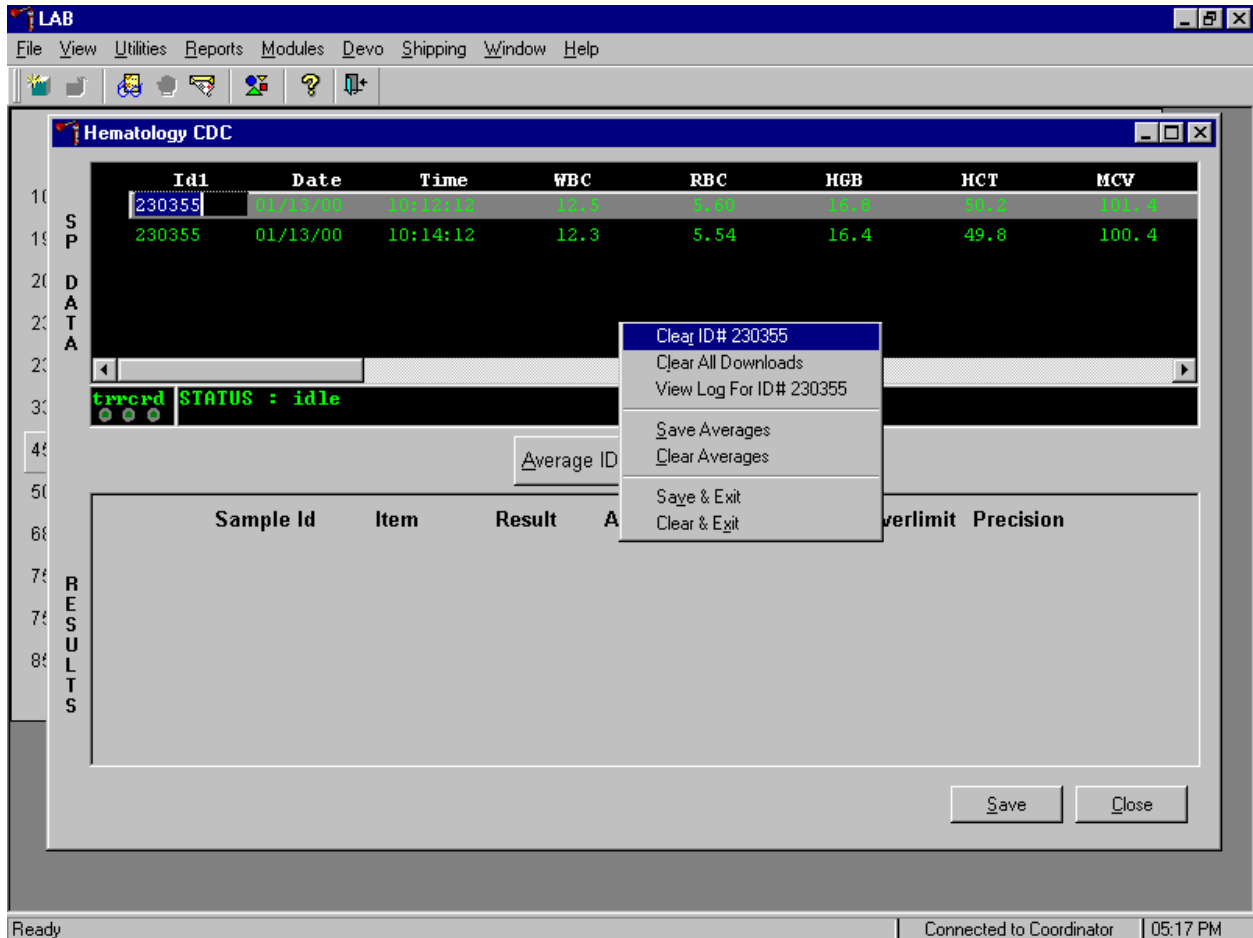 LAB
File View Utilities Reports Modules Devo Shipping Window Help
Hematology CDC
Id1 Date Time WBC RBC HGB HCT MCV
230355 01/13/00 10:12:12 12.5 5.60 16.8 50.2 101.4
230355 01/13/00 10:14:12 12.3 5.54 16.4 49.8 100.4
SP DATA
Clear ID# 230355
Clear All Downloads
View Log For ID# 230355
Save Averages
Clear Averages
Save & Exit
Clear & Exit
trrcrd STATUS : idle
Average ID
Sample Id Item Result A verlimit Precision
RESULTS
Save Close
Ready Connected to Coordinator 05:17 PM